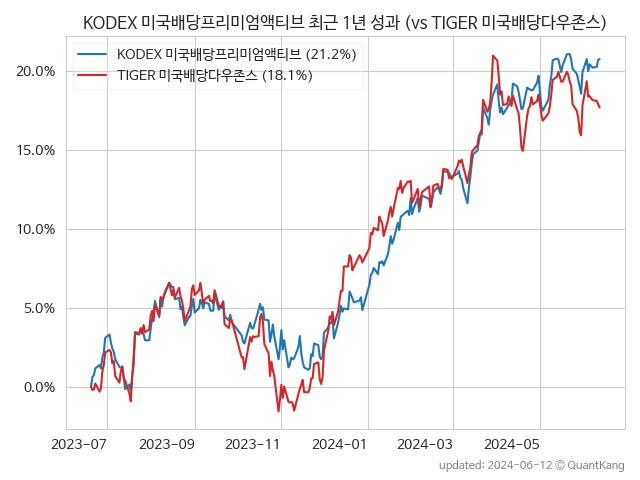 KODEX 미국배당프리미엄액티브 최근 1년 성과 (vs TIGER 미국배당다우존스)
KODEX 미국배당프리미엄액티브 (21.2%)
TIGER 미국배당다우존스 (18.1%)
20.0%
15.0%
10.0%
5.0%
0.0%
2023-07 2023-09 2023-11 2024-01 2024-03 2024-05
updated: 2024-06-12 © QuantKang